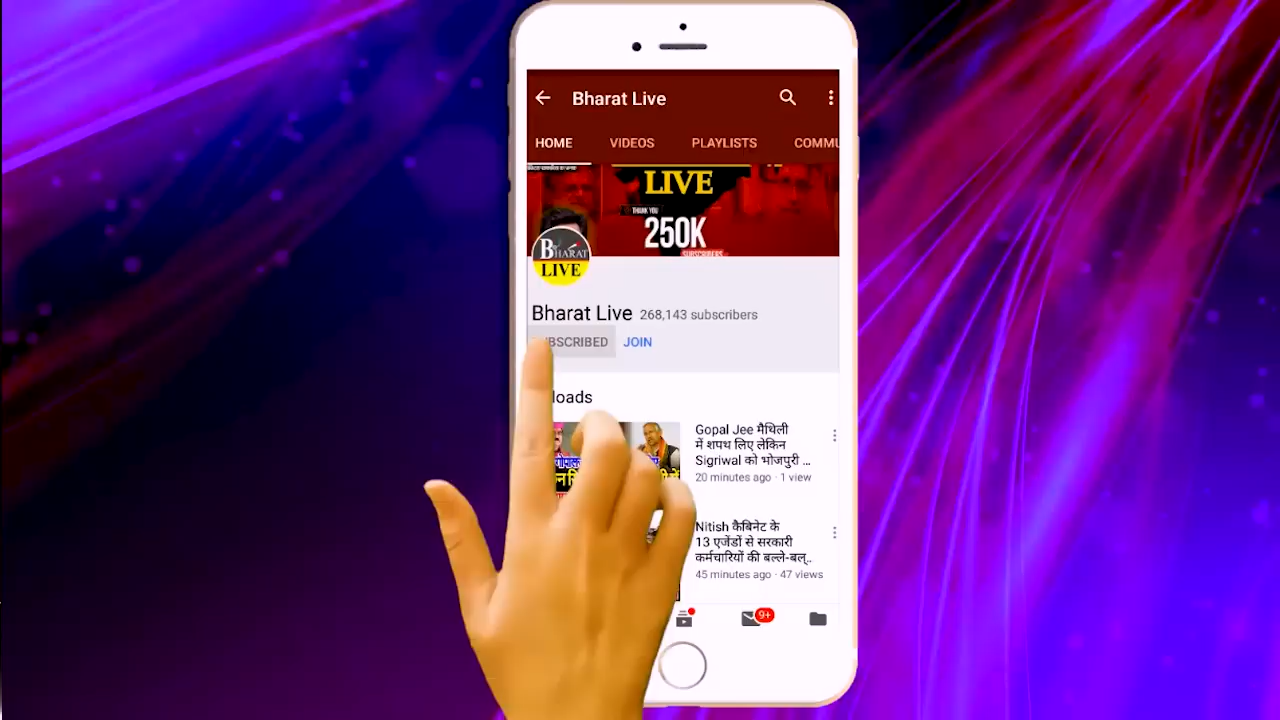 Bharat Live
HOME VIDEOS PLAYLISTS COMMU
LIVE
THANK YOU
250K
SUBSCRIBERS
BHARAT
LIVE
Bharat Live 268,143 subscribers
BSCRIBED JOIN
loads
Gopal Jee मैथिली
में शपथ लिए लेकिन
Sigriwal को भोजपुरी ...
20 minutes ago · 1 view
Nitish कैबिनेट के
13 एजेंडों से सरकारी
कर्मचारियों की बल्ले-बल्..
45 minutes ago · 47 views
9+